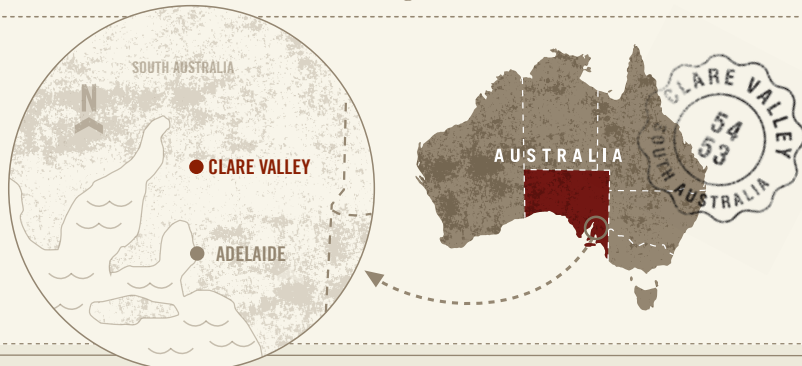 SOUTH AUSTRALIA
N
CLARE VALLEY
ADELAIDE
AUSTRALIA
CLARE VALLEY
54
53
SOUTH AUSTRALIA